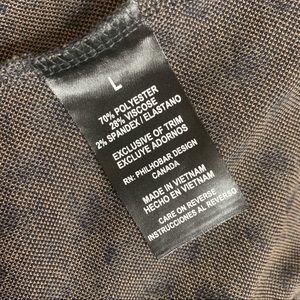 L
70% POLYESTER
28% VISCOSE
2% SPANDEX / ELASTANO
EXCLUSIVE OF TRIM
EXCLUYE ADORNOS
RN: PHILHOBAR DESIGN
CANADA
MADE IN VIETNAM
HECHO EN VIETNAM
CARE ON REVERSE
INSTRUCCIONES AL REVERSO